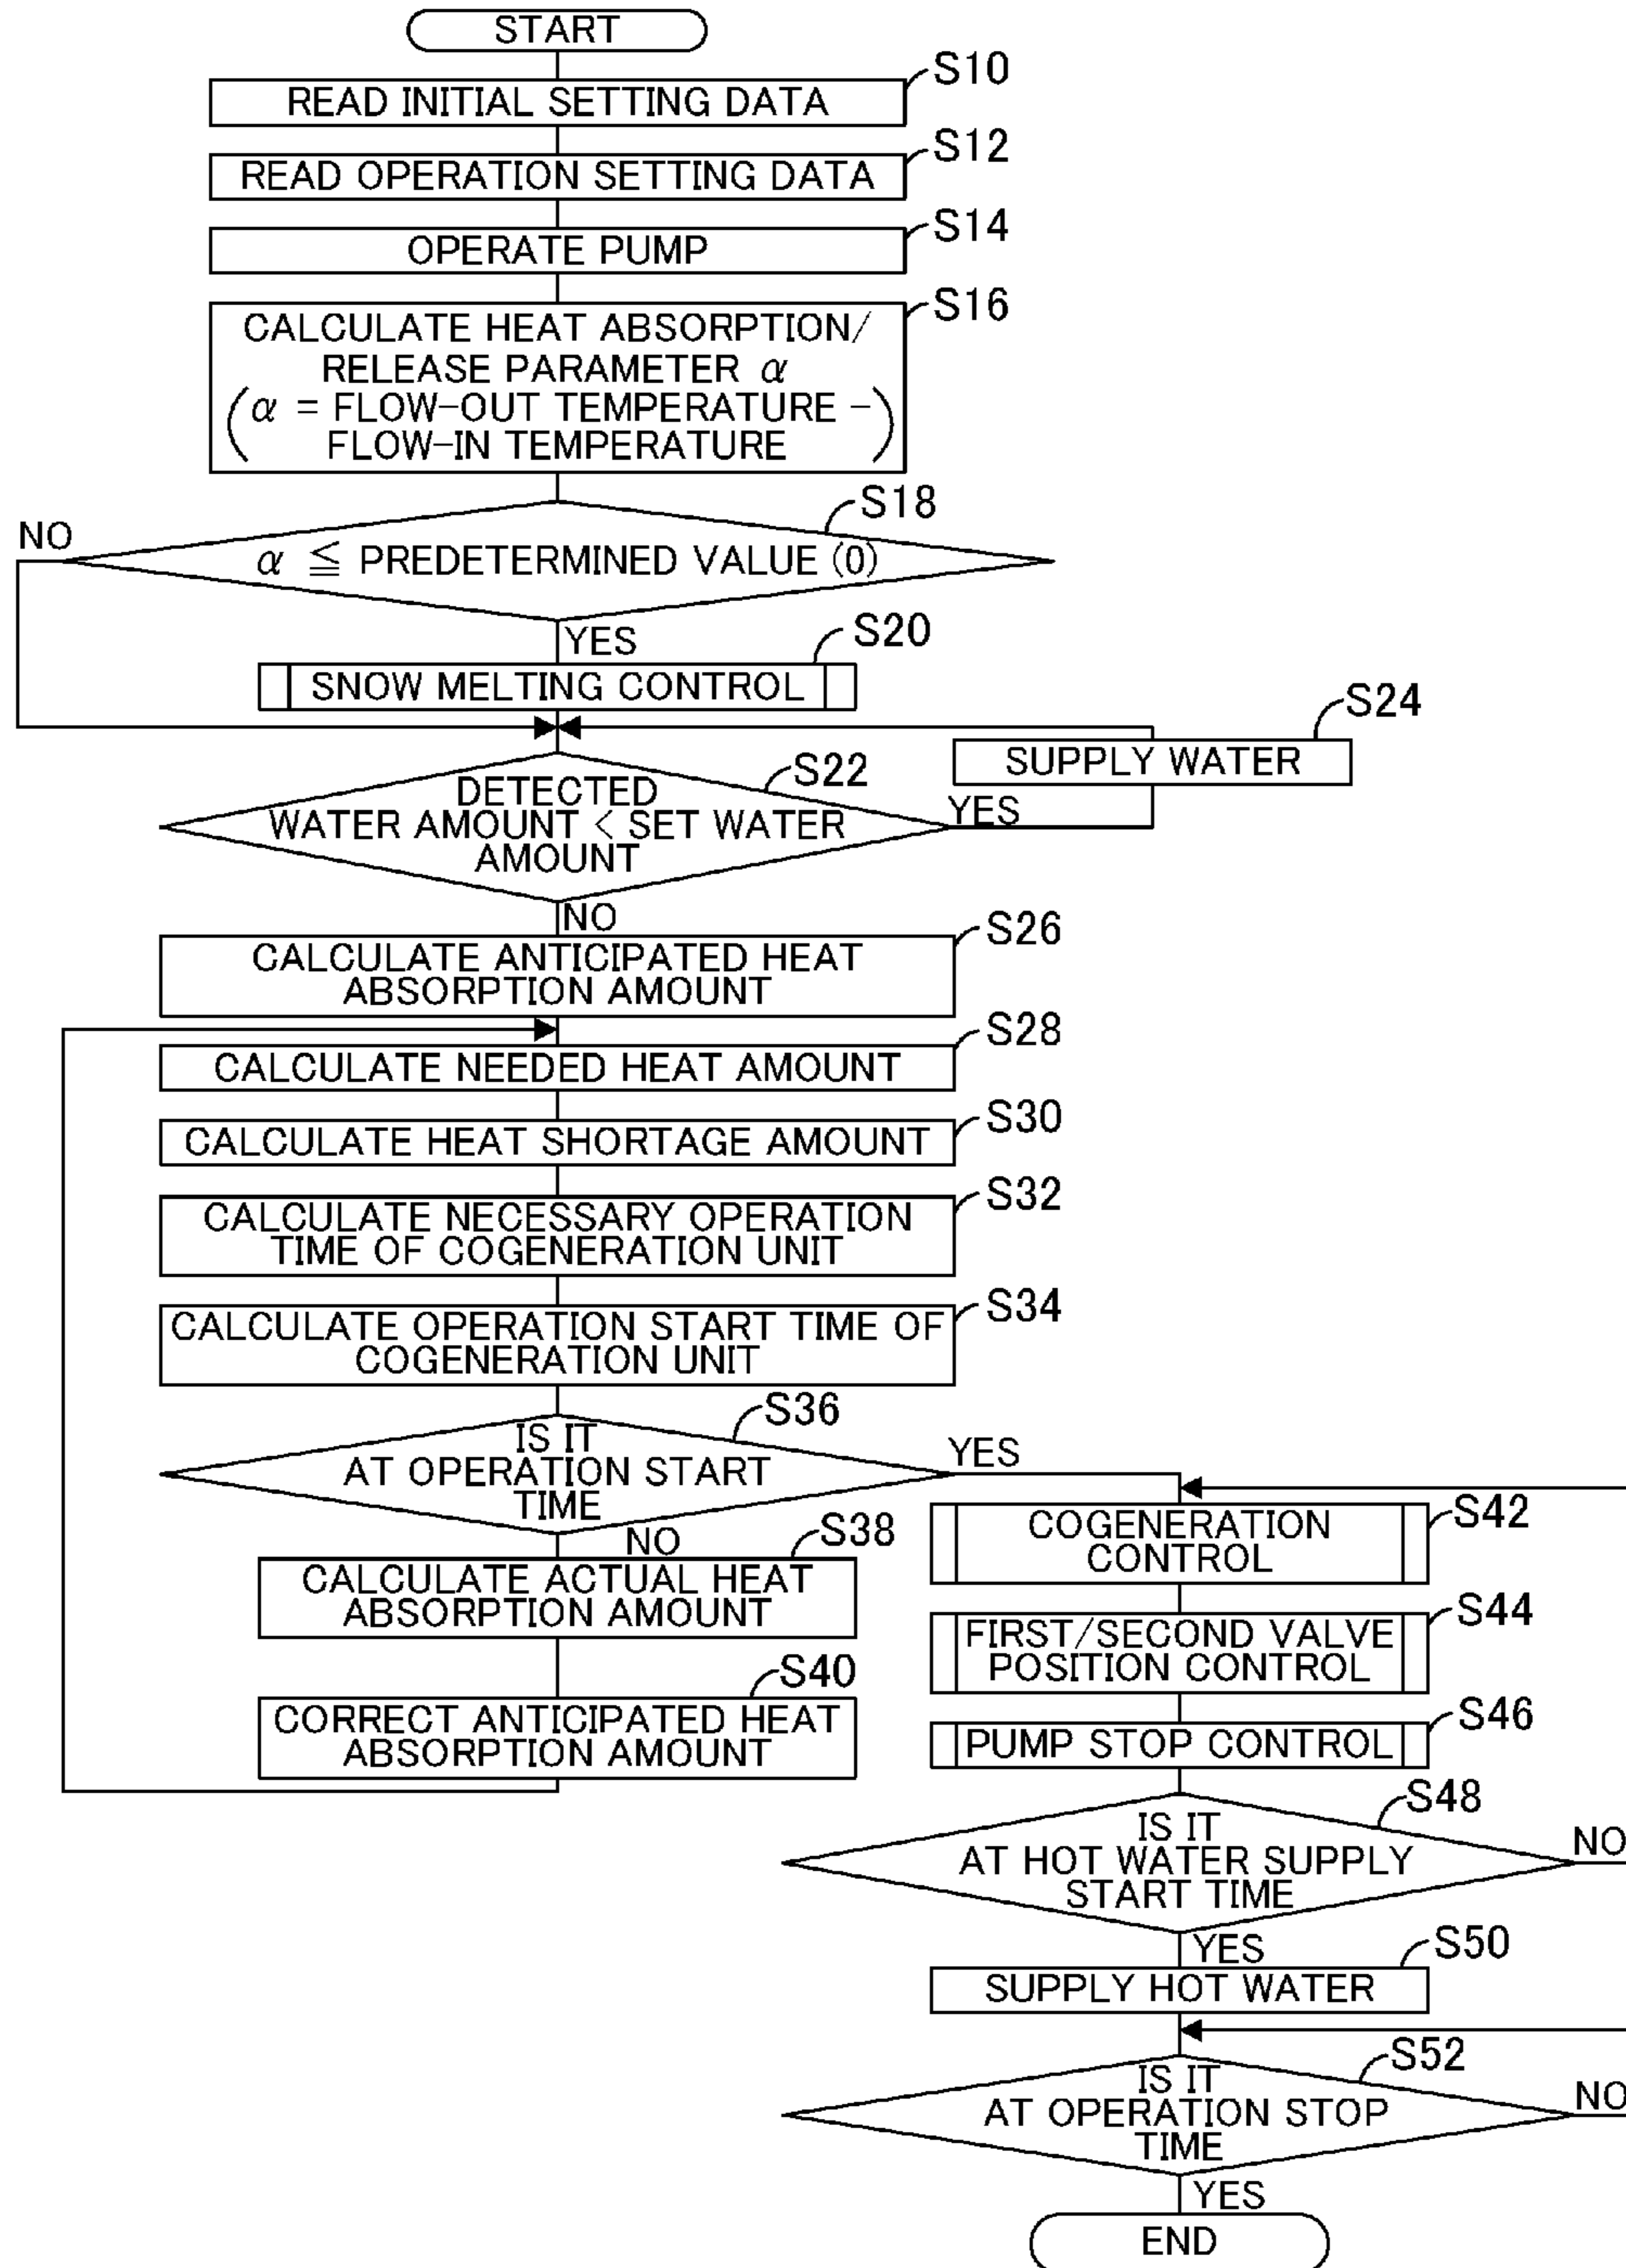 START
S10
READ INITIAL SETTING DATA
S12
READ OPERATION SETTING DATA
S14
OPERATE PUMP
S16
CALCULATE HEAT ABSORPTION/
RELEASE PARAMETER α
(α = FLOW-OUT TEMPERATURE -
FLOW-IN TEMPERATURE)
S18
NO
α ≦ PREDETERMINED VALUE (0)
YES
S20
SNOW MELTING CONTROL
S24
SUPPLY WATER
S22
DETECTED
WATER AMOUNT < SET WATER
AMOUNT
YES
NO
S26
CALCULATE ANTICIPATED HEAT
ABSORPTION AMOUNT
S28
CALCULATE NEEDED HEAT AMOUNT
S30
CALCULATE HEAT SHORTAGE AMOUNT
S32
CALCULATE NECESSARY OPERATION
TIME OF COGENERATION UNIT
S34
CALCULATE OPERATION START TIME OF
COGENERATION UNIT
S36
IS IT
AT OPERATION START
TIME
YES
NO
S38
CALCULATE ACTUAL HEAT
ABSORPTION AMOUNT
S40
CORRECT ANTICIPATED HEAT
ABSORPTION AMOUNT
S42
COGENERATION
CONTROL
S44
FIRST/SECOND VALVE
POSITION CONTROL
S46
PUMP STOP CONTROL
S48
IS IT
AT HOT WATER SUPPLY
START TIME
NO
YES
S50
SUPPLY HOT WATER
S52
IS IT
AT OPERATION STOP
TIME
NO
YES
END